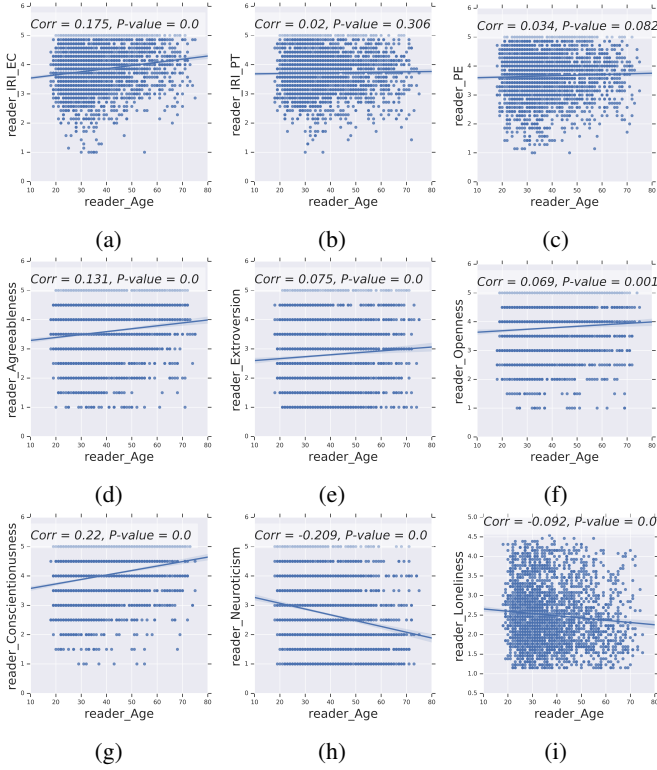 Corr = 0.175, P-value = 0.0
reader_IRI_EC
6
5
4
3
2
1
0
10 20 30 40 50 60 70 80
reader_Age
(a)
Corr = 0.02, P-value = 0.306
reader_IRI_PT
6
5
4
3
2
1
0
10 20 30 40 50 60 70 80
reader_Age
(b)
Corr = 0.034, P-value = 0.082
reader_PE
6
5
4
3
2
1
0
10 20 30 40 50 60 70 80
reader_Age
(c)
Corr = 0.131, P-value = 0.0
reader_Agreeableness
6
5
4
3
2
1
0
10 20 30 40 50 60 70 80
reader_Age
(d)
Corr = 0.075, P-value = 0.0
reader_Extroversion
6
5
4
3
2
1
0
10 20 30 40 50 60 70 80
reader_Age
(e)
Corr = 0.069, P-value = 0.001
reader_Openness
6
5
4
3
2
1
0
10 20 30 40 50 60 70 80
reader_Age
(f)
Corr = 0.22, P-value = 0.0
reader_Conscientionusness
6
5
4
3
2
1
0
10 20 30 40 50 60 70 80
reader_Age
(g)
Corr = -0.209, P-value = 0.0
reader_Neuroticism
6
5
4
3
2
1
0
10 20 30 40 50 60 70 80
reader_Age
(h)
Corr = -0.092, P-value = 0.0
reader_Loneliness
5.0
4.5
4.0
3.5
3.0
2.5
2.0
1.5
1.0
0.5
10 20 30 40 50 60 70 80
reader_Age
(i)